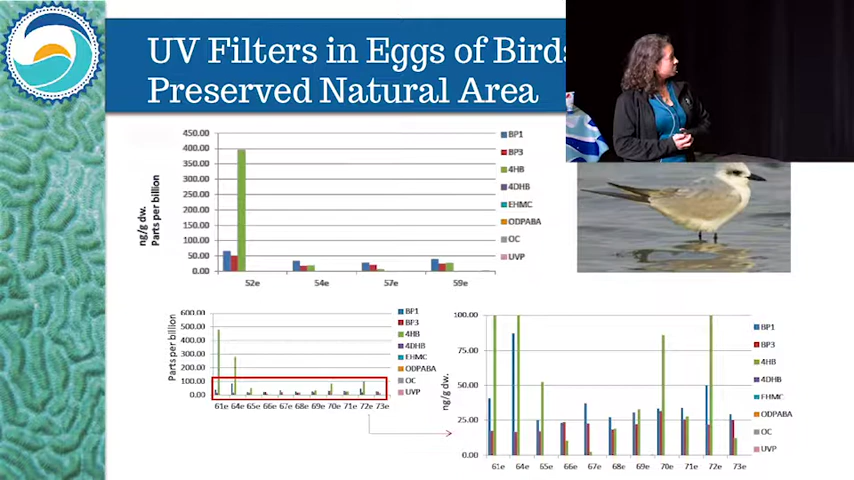 UV Filters in Eggs of Birds
Preserved Natural Area
450.00
400.00
350.00
300.00
250.00
200.00
150.00
100.00
50.00
0.00
ng/g dw.
Parts per billion
52e 54e 57e 59e
BP1
BP3
4HB
4DHB
EHMC
ODPABA
OC
UVP
600.00
500.00
400.00
300.00
200.00
100.00
0.00
Parts per billion
61e 64e 65e 66e 67e 68e 69e 70e 71e 72e 73e
BP1
BP3
4HB
4DHB
EHMC
ODPABA
OC
UVP
100.00
75.00
50.00
25.00
0.00
ng/g dw.
61e 64e 65e 66e 67e 68e 69e 70e 71e 72e 73e
BP1
BP3
4HB
4DHB
EHMC
ODPABA
OC
UVP